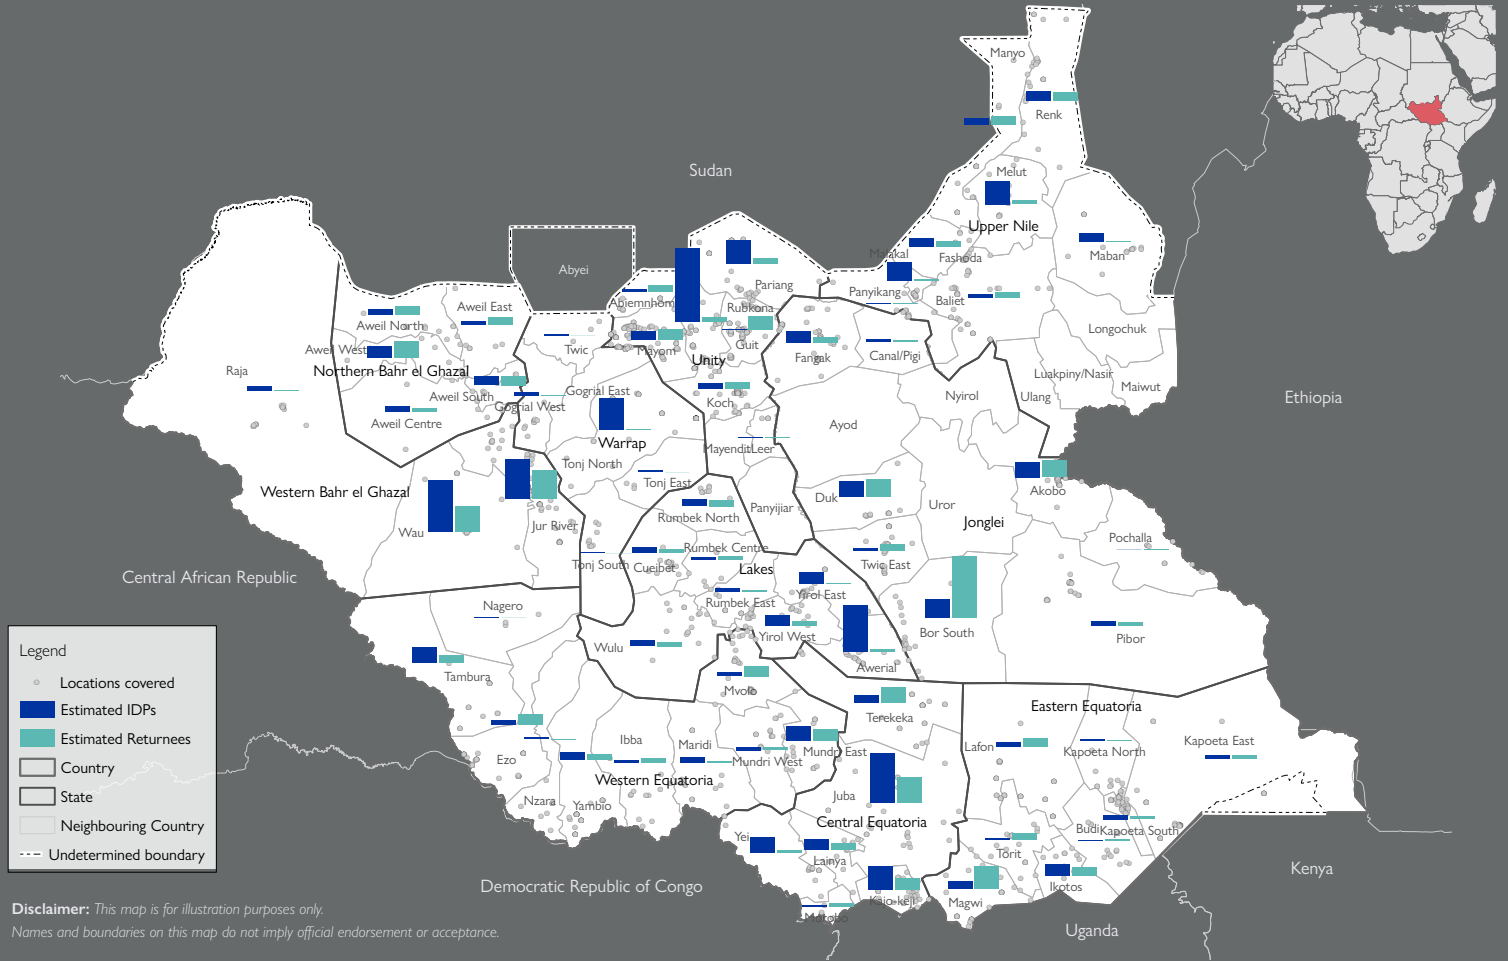 Manyo
Renk
Sudan
Melut
Upper Nile
Malakal
Fashoda
Maban
Abyei
Pariang
Abiemnhom
Panyikang
Baliet
Rubkona
Aweil East
Aweil North
Longochuk
Guit
Mayom
Twic
Aweil West
Fangak
Canal/Pigi
Unity
Raja
Northern Bahr el Ghazal
Luakpiny/Nasir
Maiwut
Gogrial East
Aweil South
Gogrial West
Koch
Nyirol
Ulang
Ethiopia
Aweil Centre
Ayod
Warrap
Mayendit
Leer
Tonj North
Tonj East
Western Bahr el Ghazal
Akobo
Duk
Uror
Panyijiar
Rumbek North
Jonglei
Jur River
Wau
Pochalla
Rumbek Centre
Tonj South
Cueibet
Lakes
Twic East
Central African Republic
Yirol East
Rumbek East
Nagero
Yirol West
Bor South
Pibor
Wulu
Awerial
Tambura
Mvolo
Terekeka
Eastern Equatoria
Ibba
Maridi
Mundri East
Lafon
Kapoeta North
Kapoeta East
Ezo
Mundri West
Western Equatoria
Juba
Nzara
Yambio
Central Equatoria
Budi
Kapoeta South
Yei
Torit
Lainya
Kenya
Ikotos
Democratic Republic of Congo
Kajo-keji
Magwi
Morobo
Uganda
Legend
Locations covered
Estimated IDPs
Estimated Returnees
Country
State
Neighbouring Country
Undetermined boundary
Disclaimer: This map is for illustration purposes only.
Names and boundaries on this map do not imply official endorsement or acceptance.